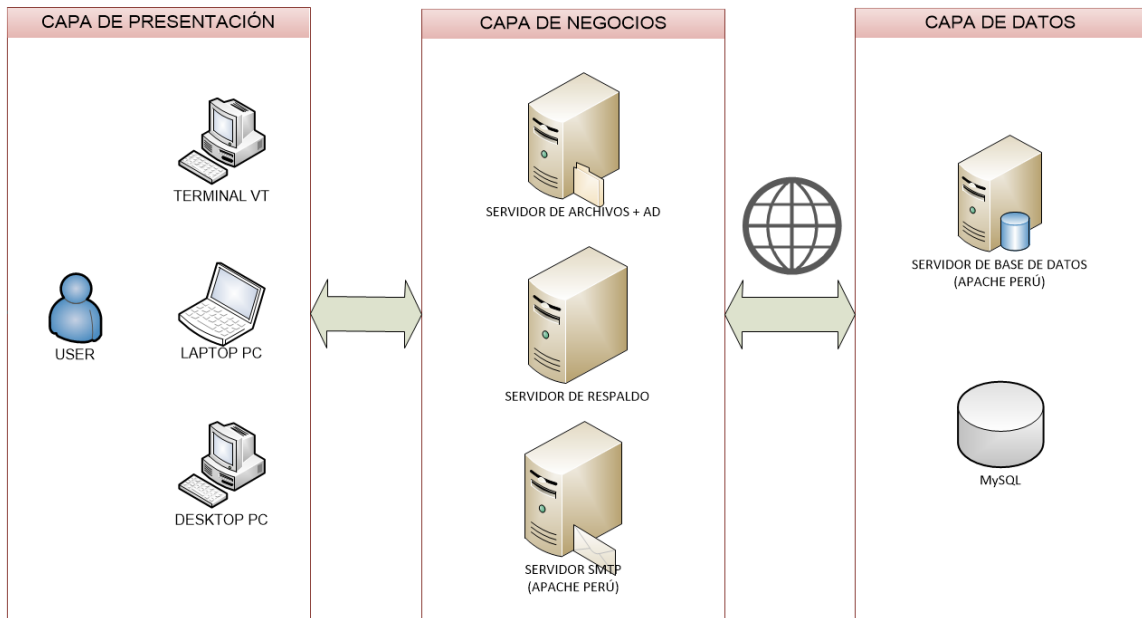 CAPA DE PRESENTACIÓN
TERMINAL VT
USER
LAPTOP PC
DESKTOP PC
CAPA DE NEGOCIOS
SERVIDOR DE ARCHIVOS + AD
SERVIDOR DE RESPALDO
SERVIDOR SMTP
(APACHE PERÚ)
CAPA DE DATOS
SERVIDOR DE BASE DE DATOS
(APACHE PERÚ)
MySQL